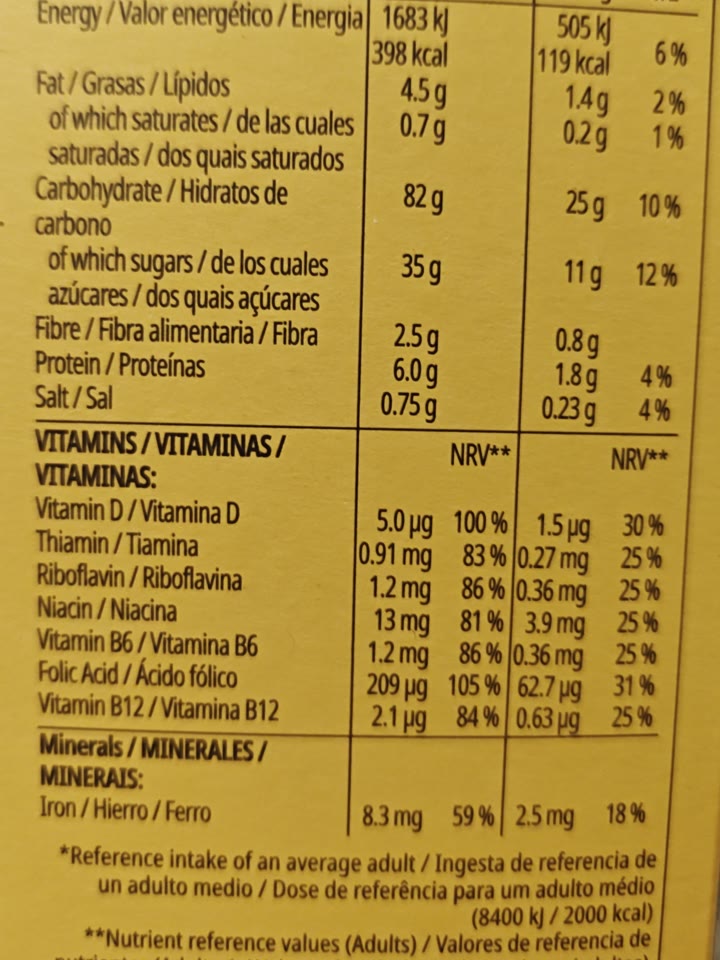 Energy / Valor energético / Energia 1683 kJ 505 kJ
398 kcal 119 kcal 6 %
Fat / Grasas / Lípidos 4.5 g 1.4 g 2 %
of which saturates / de las cuales 0.7 g 0.2 g 1 %
saturadas / dos quais saturados
Carbohydrate / Hidratos de 82 g 25 g 10 %
carbono
of which sugars / de los cuales 35 g 11 g 12 %
azúcares / dos quais açúcares
Fibre / Fibra alimentaria / Fibra 2.5 g 0.8 g
Protein / Proteínas 6.0 g 1.8 g 4 %
Salt / Sal 0.75 g 0.23 g 4 %
VITAMINS / VITAMINAS / NRV** NRV**
VITAMINAS:
Vitamin D / Vitamina D 5.0 µg 100 % 1.5 µg 30 %
Thiamin / Tiamina 0.91 mg 83 % 0.27 mg 25 %
Riboflavin / Riboflavina 1.2 mg 86 % 0.36 mg 25 %
Niacin / Niacina 13 mg 81 % 3.9 mg 25 %
Vitamin B6 / Vitamina B6 1.2 mg 86 % 0.36 mg 25 %
Folic Acid / Ácido fólico 209 µg 105 % 62.7 µg 31 %
Vitamin B12 / Vitamina B12 2.1 µg 84 % 0.63 µg 25 %
Minerals / MINERALES /
MINERAIS:
Iron / Hierro / Ferro 8.3 mg 59 % 2.5 mg 18 %
*Reference intake of an average adult / Ingesta de referencia de
un adulto medio / Dose de referência para um adulto médio
(8400 kJ / 2000 kcal)
**Nutrient reference values (Adults) / Valores de referencia de